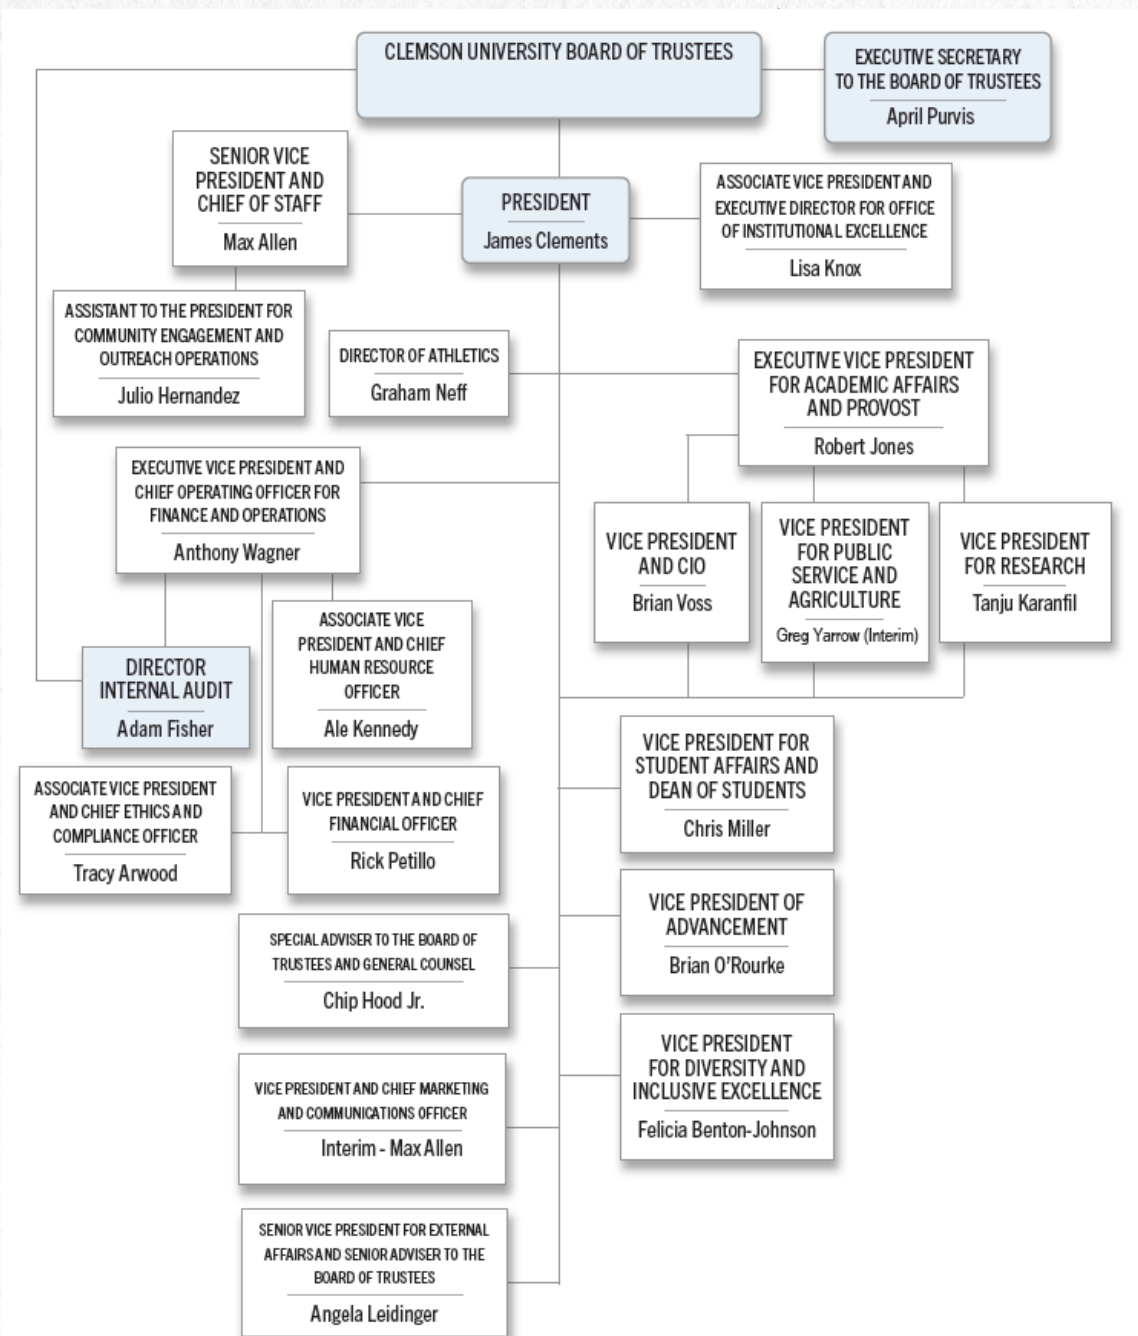 CLEMSON UNIVERSITY BOARD OF TRUSTEES
EXECUTIVE SECRETARY
TO THE BOARD OF TRUSTEES
April Purvis
SENIOR VICE
PRESIDENT AND
CHIEF OF STAFF
Max Allen
PRESIDENT
James Clements
ASSOCIATE VICE PRESIDENT AND
EXECUTIVE DIRECTOR FOR OFFICE
OF INSTITUTIONAL EXCELLENCE
Lisa Knox
ASSISTANT TO THE PRESIDENT FOR
COMMUNITY ENGAGEMENT AND
OUTREACH OPERATIONS
Julio Hernandez
DIRECTOR OF ATHLETICS
Graham Neff
EXECUTIVE VICE PRESIDENT
FOR ACADEMIC AFFAIRS
AND PROVOST
Robert Jones
EXECUTIVE VICE PRESIDENT AND
CHIEF OPERATING OFFICER FOR
FINANCE AND OPERATIONS
Anthony Wagner
VICE PRESIDENT
AND CIO
Brian Voss
VICE PRESIDENT
FOR PUBLIC
SERVICE AND
AGRICULTURE
Greg Yarrow (Interim)
VICE PRESIDENT
FOR RESEARCH
Tanju Karanfil
ASSOCIATE VICE
PRESIDENT AND CHIEF
HUMAN RESOURCE
OFFICER
Ale Kennedy
DIRECTOR
INTERNAL AUDIT
Adam Fisher
VICE PRESIDENT FOR
STUDENT AFFAIRS AND
DEAN OF STUDENTS
Chris Miller
ASSOCIATE VICE PRESIDENT
AND CHIEF ETHICS AND
COMPLIANCE OFFICER
Tracy Arwood
VICE PRESIDENT AND CHIEF
FINANCIAL OFFICER
Rick Petillo
VICE PRESIDENT OF
ADVANCEMENT
Brian O'Rourke
SPECIAL ADVISER TO THE BOARD OF
TRUSTEES AND GENERAL COUNSEL
Chip Hood Jr.
VICE PRESIDENT
FOR DIVERSITY AND
INCLUSIVE EXCELLENCE
Felicia Benton-Johnson
VICE PRESIDENT AND CHIEF MARKETING
AND COMMUNICATIONS OFFICER
Interim - Max Allen
SENIOR VICE PRESIDENT FOR EXTERNAL
AFFAIRS AND SENIOR ADVISER TO THE
BOARD OF TRUSTEES
Angela Leidinger